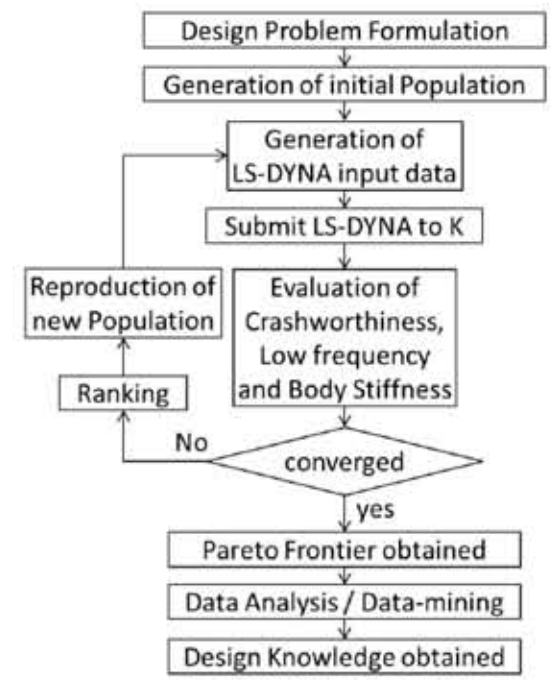 Design Problem Formulation
Generation of initial Population
Generation of
LS-DYNA input data
Submit LS-DYNA to K
Reproduction of
new Population
Evaluation of
Crashworthiness,
Low frequency
and Body Stiffness
Ranking
No
converged
yes
Pareto Frontier obtained
Data Analysis / Data-mining
Design Knowledge obtained